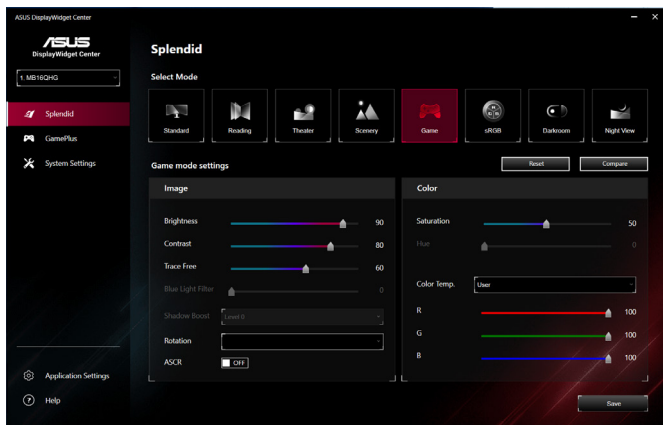 ASUS DisplayWidget Center
ASUS
DisplayWidget Center
1. MB16QHG
Splendid
GamePlus
System Settings
Application Settings
Help
Splendid
Select Mode
Standard
Reading
Theater
Scenery
Game
sRGB
Darkroom
Night View
Game mode settings
Reset
Compare
Image
Brightness 90
Contrast 80
Trace Free 60
Blue Light Filter 0
Shadow Boost Level 0
Rotation
ASCR OFF
Color
Saturation 50
Hue 0
Color Temp. User
R 100
G 100
B 100
Save